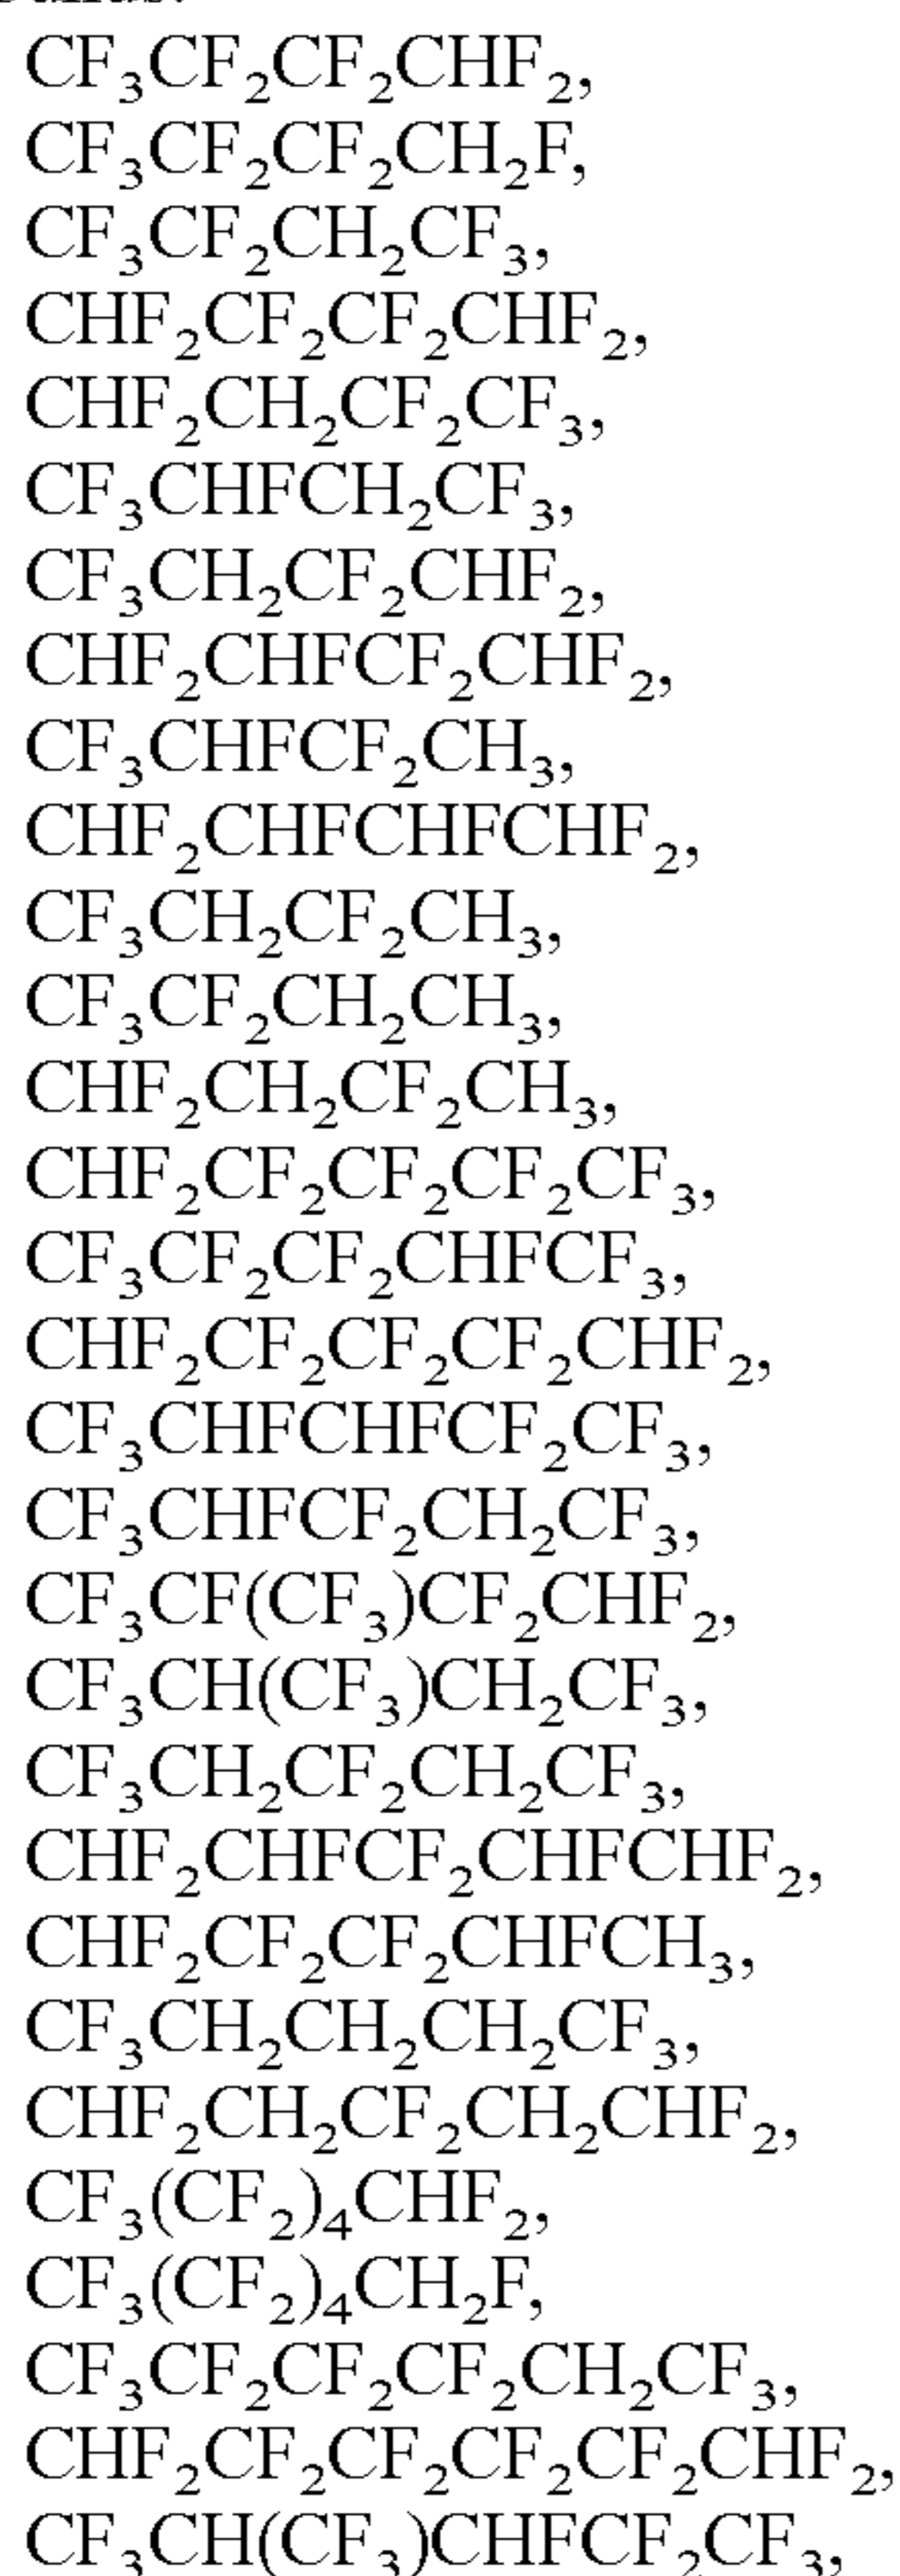 CF₃CF₂CF₂CHF₂,
CF₃CF₂CF₂CH₂F,
CF₃CF₂CH₂CF₃,
CHF₂CF₂CF₂CHF₂,
CHF₂CH₂CF₂CF₃,
CF₃CHFCH₂CF₃,
CF₃CH₂CF₂CHF₂,
CHF₂CHFCF₂CHF₂,
CF₃CHFCF₂CH₃,
CHF₂CHFCHFCHF₂,
CF₃CH₂CF₂CH₃,
CF₃CF₂CH₂CH₃,
CHF₂CH₂CF₂CH₃,
CHF₂CF₂CF₂CF₂CF₃,
CF₃CF₂CF₂CHFCF₃,
CHF₂CF₂CF₂CF₂CHF₂,
CF₃CHFCHFCF₂CF₃,
CF₃CHFCF₂CH₂CF₃,
CF₃CF(CF₃)CF₂CHF₂,
CF₃CH(CF₃)CH₂CF₃,
CF₃CH₂CF₂CH₂CF₃,
CHF₂CHFCF₂CHFCHF₂,
CHF₂CF₂CF₂CHFCH₃,
CF₃CH₂CH₂CH₂CF₃,
CHF₂CH₂CF₂CH₂CHF₂,
CF₃(CF₂)₄CHF₂,
CF₃(CF₂)₄CH₂F,
CF₃CF₂CF₂CF₂CH₂CF₃,
CHF₂CF₂CF₂CF₂CF₂CHF₂,
CF₃CH(CF₃)CHFCF₂CF₃,